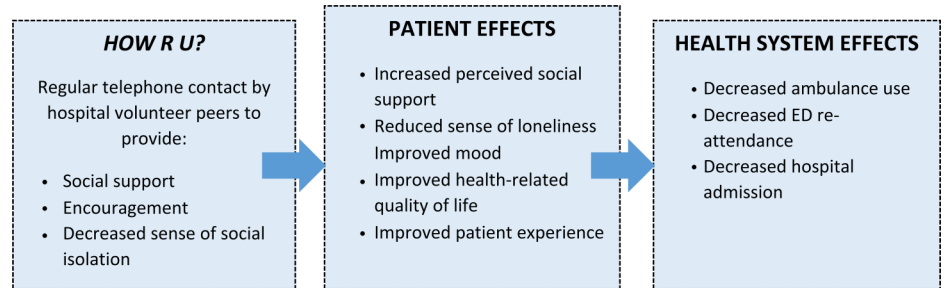 HOW R U?
Regular telephone contact by
hospital volunteer peers to
provide:
• Social support
• Encouragement
• Decreased sense of social
isolation
PATIENT EFFECTS
• Increased perceived social
support
• Reduced sense of loneliness
Improved mood
• Improved health-related
quality of life
• Improved patient experience
HEALTH SYSTEM EFFECTS
• Decreased ambulance use
• Decreased ED re-
attendance
• Decreased hospital
admission